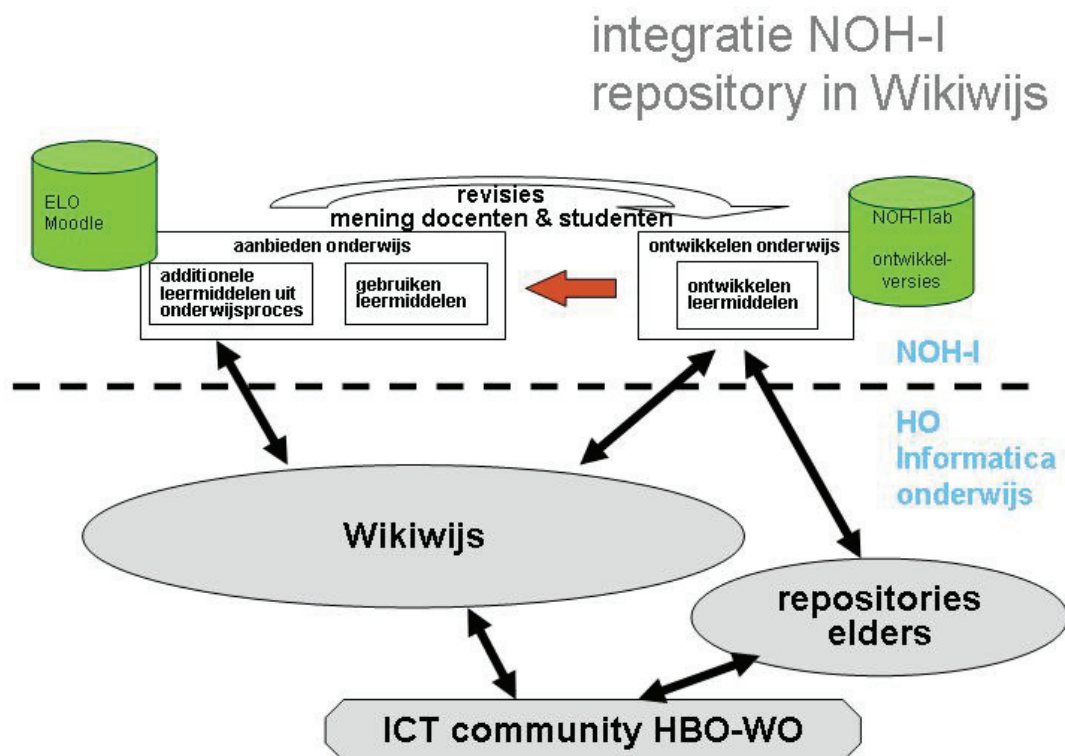 integratie NOH-I
repository in Wikiwijs
ELO
Moodle
revisies
mening docenten & studenten
NOH-I lab
ontwikkel-
versies
aanbieden onderwijs
additionele
leermiddelen uit
onderwijsproces
gebruiken
leermiddelen
ontwikkelen onderwijs
ontwikkelen
leermiddelen
NOH-I
HO
Informatica
onderwijs
Wikiwijs
repositories
elders
ICT community HBO-WO